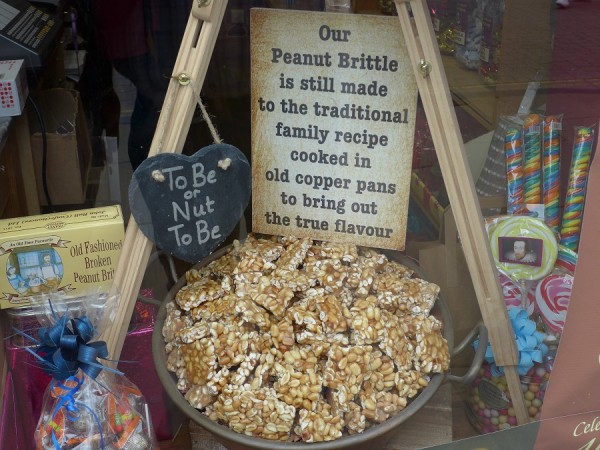 Our
Peanut Brittle
is still made
to the traditional
family recipe
cooked in
old copper pans
to bring out
the true flavour
To Be
or
Nut
To Be
Old Fashioned
Broken
Peanut Brittle